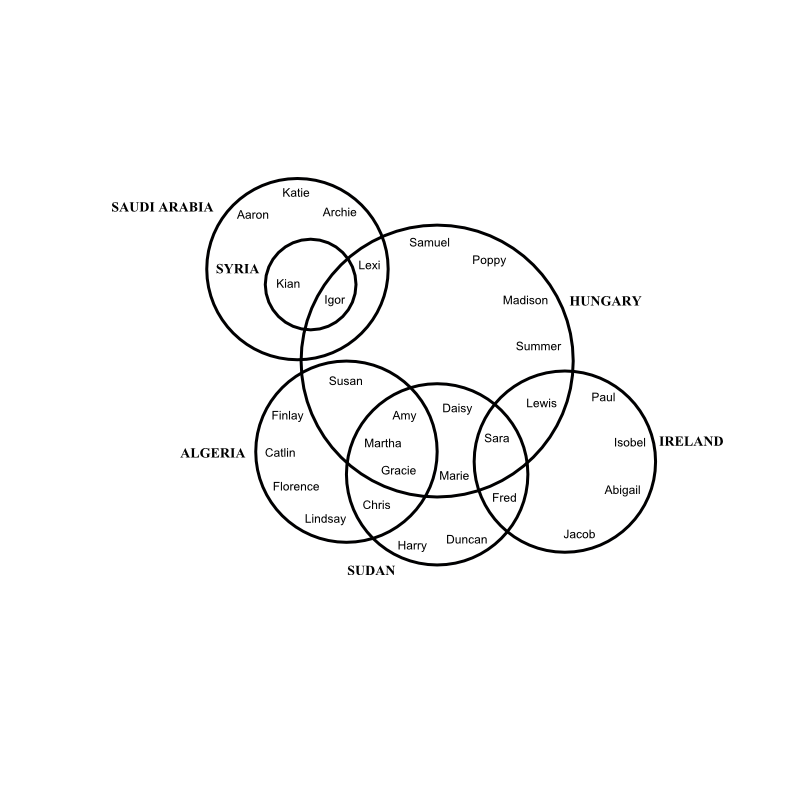 Katie
SAUDI ARABIA
Aaron
Archie
Samuel
Poppy
SYRIA
Lexi
Kian
Igor
Madison
HUNGARY
Summer
Susan
Finlay
Amy
Daisy
Lewis
Paul
Martha
Sara
Isobel
IRELAND
ALGERIA
Catlin
Gracie
Marie
Florence
Abigail
Chris
Fred
Lindsay
Harry
Duncan
Jacob
SUDAN